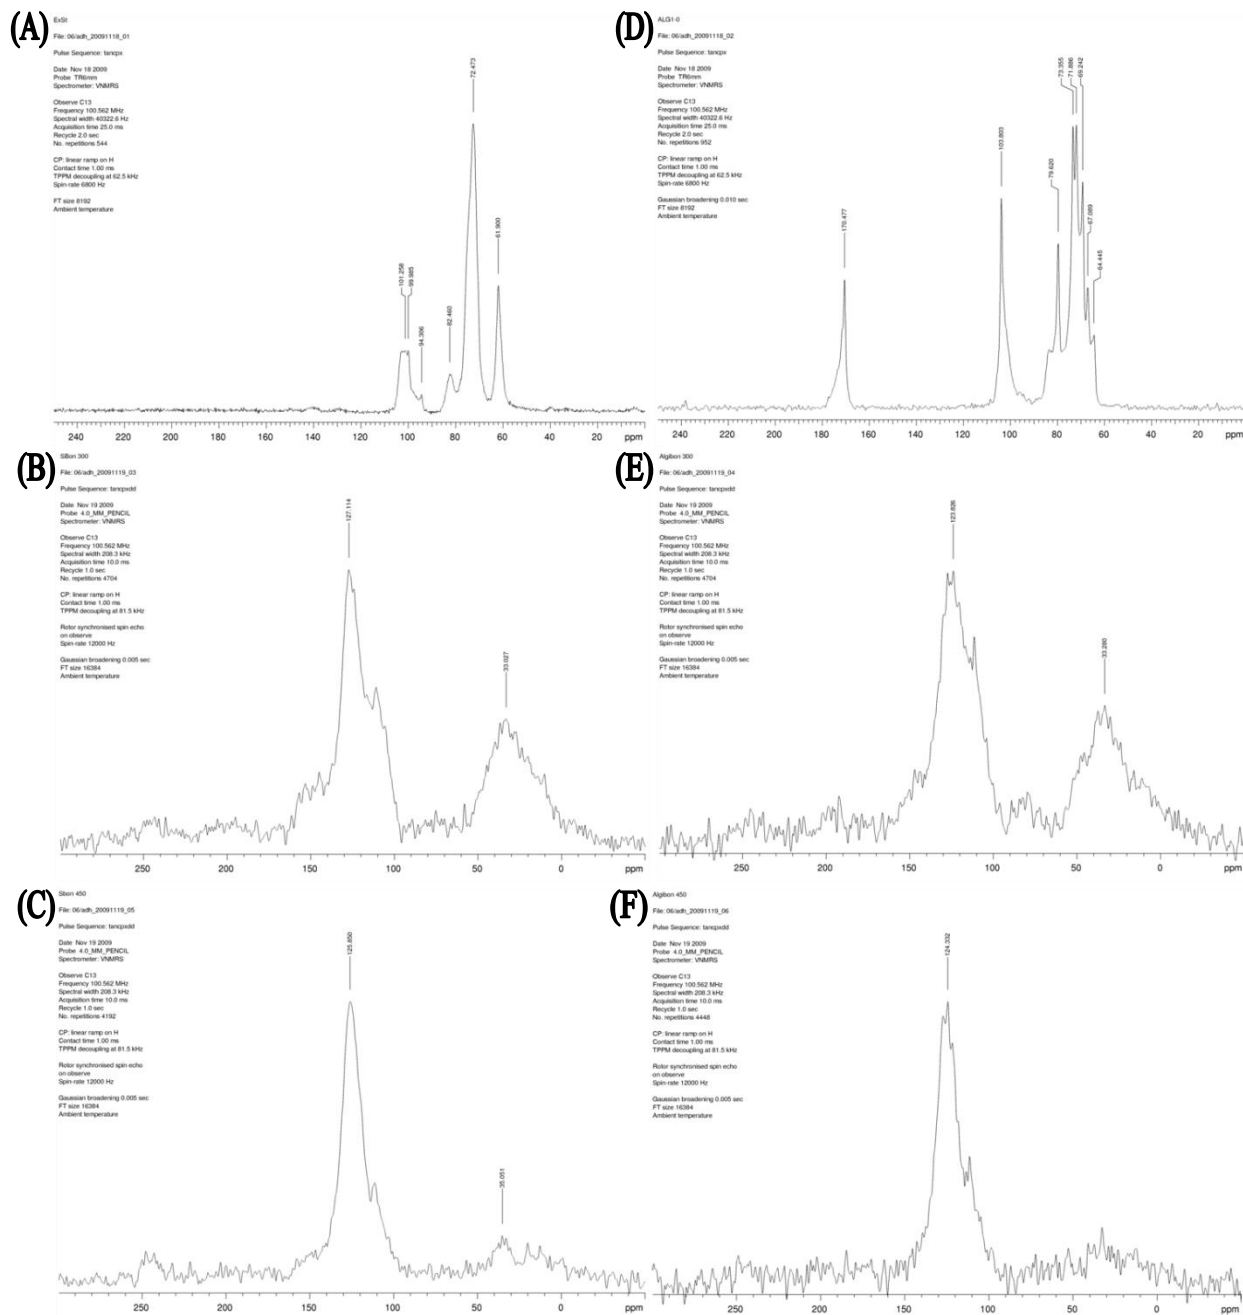 (A)
ExSt
File: 06/adh_20091118_01
Pulse Sequence: tancpx
Date Nov 18 2009
Probe TR6mm
Spectrometer: VNMRS
Observe C13
Frequency 100.562 MHz
Spectral width 40322.6 Hz
Acquisition time 25.0 ms
Recycle 2.0 sec
No. repetitions 544
CP: linear ramp on H
Contact time 1.00 ms
TPPM decoupling at 62.5 kHz
Spin-rate 6800 Hz
FT size 8192
Ambient temperature
101.258
99.985
94.306
82.460
72.473
61.900
240 220 200 180 160 140 120 100 80 60 40 20 ppm
(D)
ALG1-0
File: 06/adh_20091118_02
Pulse Sequence: tancpx
Date Nov 18 2009
Probe TR6mm
Spectrometer: VNMRS
Observe C13
Frequency 100.562 MHz
Spectral width 40322.6 Hz
Acquisition time 25.0 ms
Recycle 2.0 sec
No. repetitions 952
CP: linear ramp on H
Contact time 1.00 ms
TPPM decoupling at 62.5 kHz
Spin-rate 6800 Hz
Gaussian broadening 0.010 sec
FT size 8192
Ambient temperature
170.477
103.803
79.620
73.355
71.886
69.242
67.089
64.445
240 220 200 180 160 140 120 100 80 60 40 20 ppm
(B)
SBon 300
File: 06/adh_20091119_03
Pulse Sequence: tancpxdd
Date Nov 19 2009
Probe 4.0_MM_PENCIL
Spectrometer: VNMRS
Observe C13
Frequency 100.562 MHz
Spectral width 208.3 kHz
Acquisition time 10.0 ms
Recycle 1.0 sec
No. repetitions 4704
CP: linear ramp on H
Contact time 1.00 ms
TPPM decoupling at 81.5 kHz
Rotor synchronised spin echo
on observe
Spin-rate 12000 Hz
Gaussian broadening 0.005 sec
FT size 16384
Ambient temperature
127.114
33.027
250 200 150 100 50 0 ppm
(E)
Algibon 300
File: 06/adh_20091119_04
Pulse Sequence: tancpxdd
Date Nov 19 2009
Probe 4.0_MM_PENCIL
Spectrometer: VNMRS
Observe C13
Frequency 100.562 MHz
Spectral width 208.3 kHz
Acquisition time 10.0 ms
Recycle 1.0 sec
No. repetitions 4704
CP: linear ramp on H
Contact time 1.00 ms
TPPM decoupling at 81.5 kHz
Rotor synchronised spin echo
on observe
Spin-rate 12000 Hz
Gaussian broadening 0.005 sec
FT size 16384
Ambient temperature
123.826
33.280
250 200 150 100 50 0 ppm
(C)
Sbon 450
File: 06/adh_20091119_05
Pulse Sequence: tancpxdd
Date Nov 19 2009
Probe 4.0_MM_PENCIL
Spectrometer: VNMRS
Observe C13
Frequency 100.562 MHz
Spectral width 208.3 kHz
Acquisition time 10.0 ms
Recycle 1.0 sec
No. repetitions 4192
CP: linear ramp on H
Contact time 1.00 ms
TPPM decoupling at 81.5 kHz
Rotor synchronised spin echo
on observe
Spin-rate 12000 Hz
Gaussian broadening 0.005 sec
FT size 16384
Ambient temperature
125.850
35.051
250 200 150 100 50 0 ppm
(F)
Algibon 450
File: 06/adh_20091119_06
Pulse Sequence: tancpxdd
Date Nov 19 2009
Probe 4.0_MM_PENCIL
Spectrometer: VNMRS
Observe C13
Frequency 100.562 MHz
Spectral width 208.3 kHz
Acquisition time 10.0 ms
Recycle 1.0 sec
No. repetitions 4448
CP: linear ramp on H
Contact time 1.00 ms
TPPM decoupling at 81.5 kHz
Rotor synchronised spin echo
on observe
Spin-rate 12000 Hz
Gaussian broadening 0.005 sec
FT size 16384
Ambient temperature
124.332
250 200 150 100 50 0 ppm